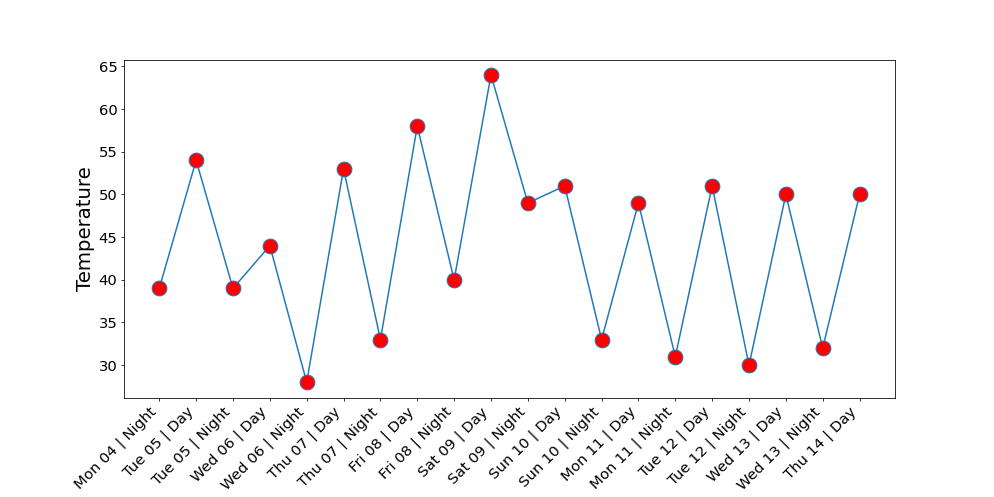 65
60
55
50
45
40
35
30
Temperature
Mon 04 | Night
Tue 05 | Day
Tue 05 | Night
Wed 06 | Day
Wed 06 | Night
Thu 07 | Day
Thu 07 | Night
Fri 08 | Day
Fri 08 | Night
Sat 09 | Day
Sat 09 | Night
Sun 10 | Day
Sun 10 | Night
Mon 11 | Day
Mon 11 | Night
Tue 12 | Day
Tue 12 | Night
Wed 13 | Day
Wed 13 | Night
Thu 14 | Day